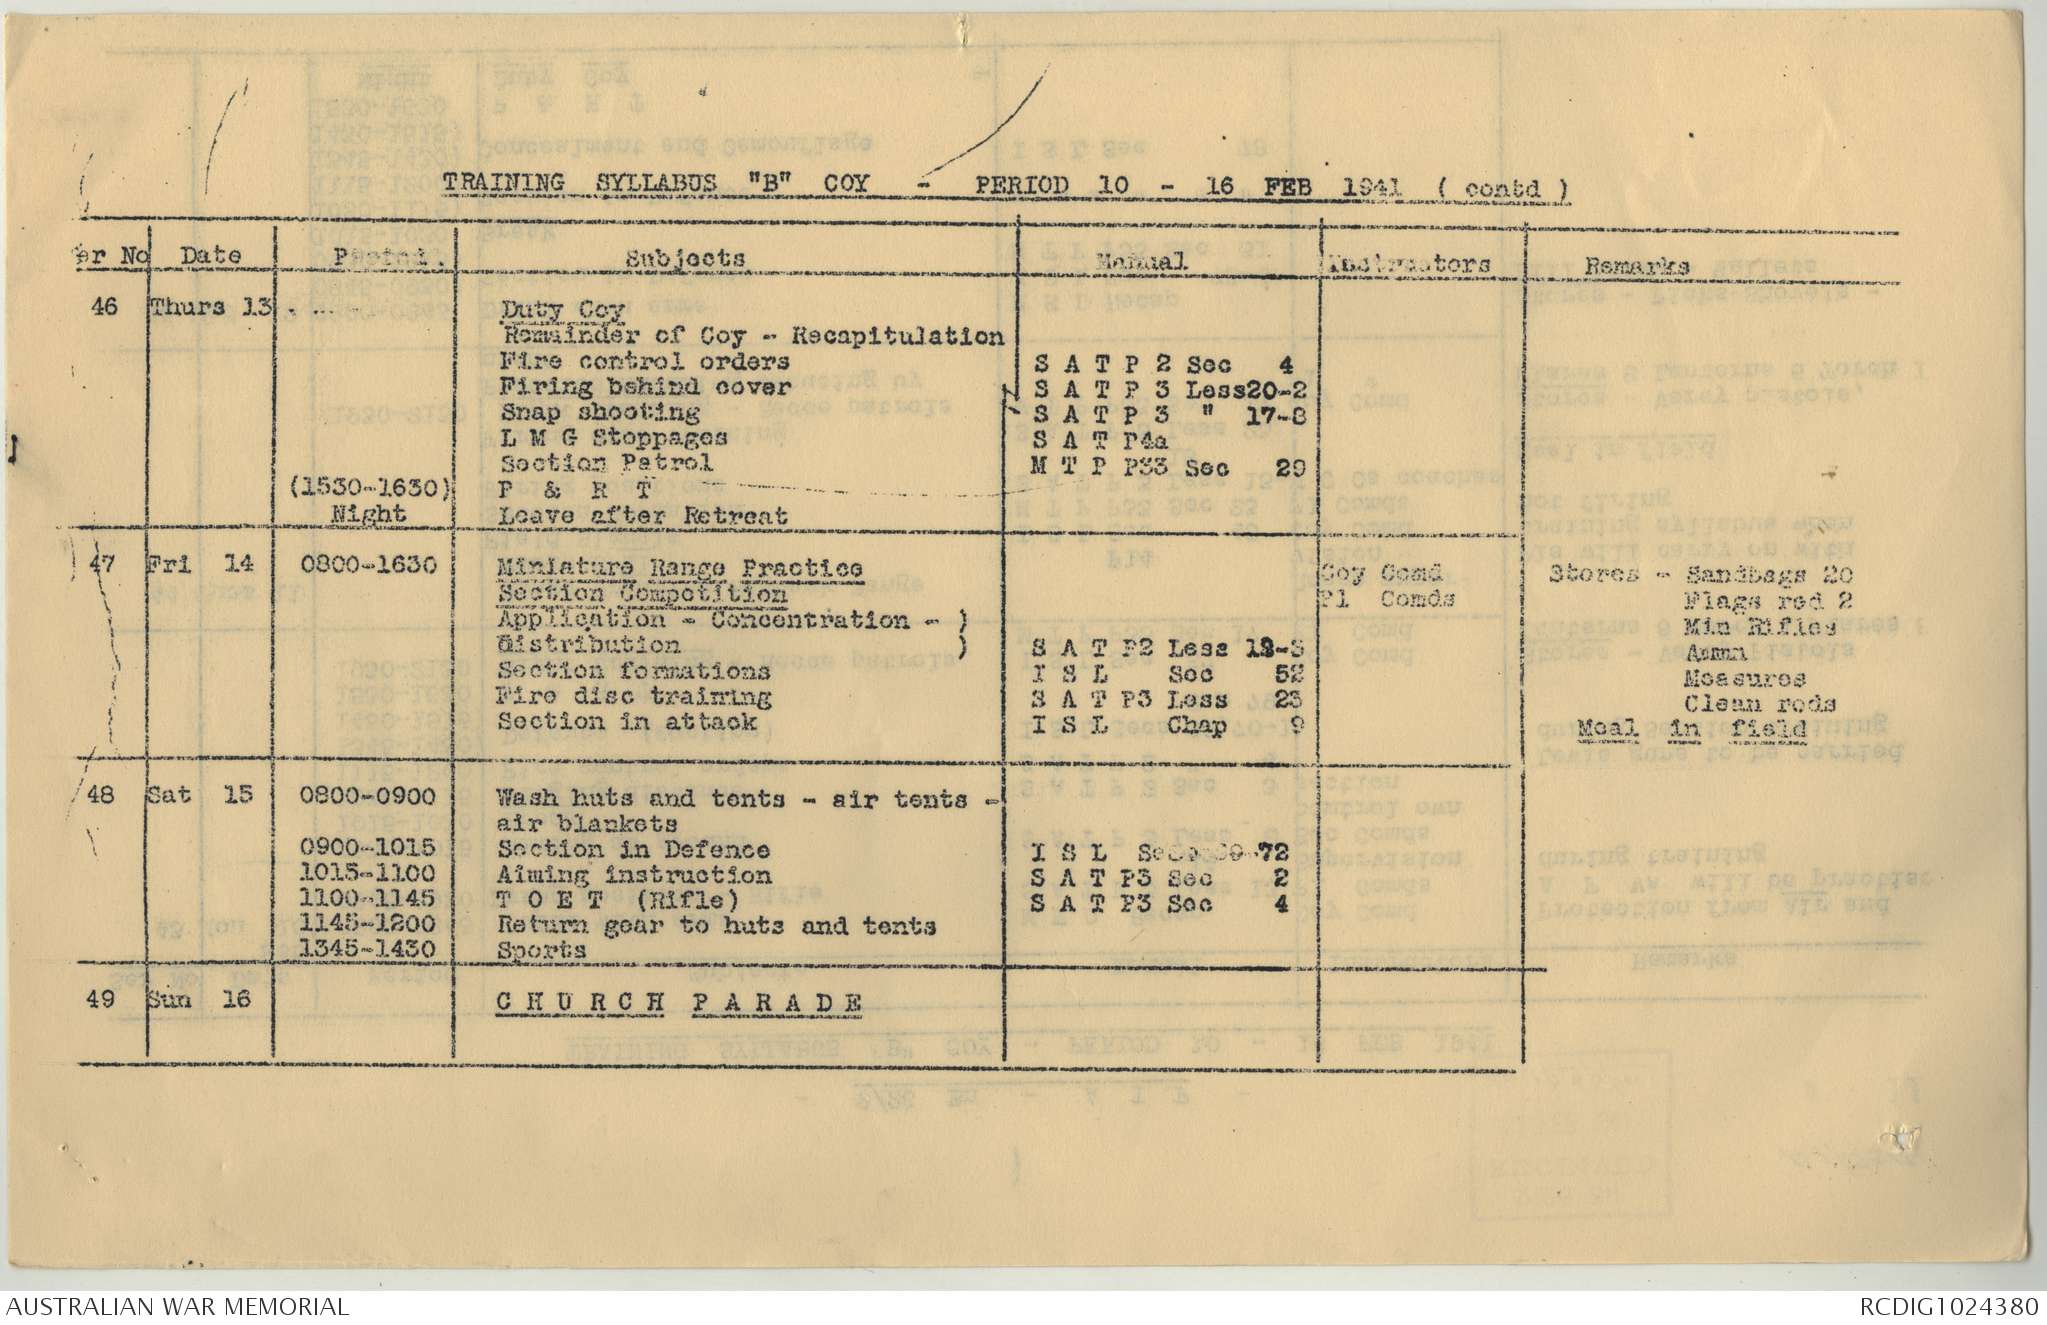 TRAINING SYLLABUS "B" COY - PERIOD 10 - 16 FEB 1941 ( contd )
er No Date Period. Subjects Manual Instructors Remarks
46 Thurs 13 Duty Coy
Remainder of Coy - Recapitulation
Fire control orders S A T P 2 Sec 4
Firing behind cover S A T P 3 Less20-2
Snap shooting S A T P 3 " 17-8
L M G Stoppages S A T P4a
Section Patrol M T P P33 Sec 29
(1530-1630) P & R T
Night Leave after Retreat
47 Fri 14 0800-1630 Miniature Range Practice Coy Comd Stores - Sandbags 20
Section Competition Pl Comds Flags red 2
Application - Concentration - ) Min Rifles
distribution ) S A T P2 Less Ammn
Section formations I S L Sec 52 Measures
Fire disc training S A T P3 Less 23 Clean rods
Section in attack I S L Chap 9 Meal in field
48 Sat 15 0800-0900 Wash huts and tents - air tents -
air blankets
0900-1015 Section in Defence I S L 72
1015-1100 Aiming instruction S A T P3 Sec 2
1100-1145 T O E T (Rifle) S A T P3 Sec 4
1145-1200 Return gear to huts and tents
1345-1430 Sports
49 Sun 16 C H U R C H P A R A D E
AUSTRALIAN WAR MEMORIAL RCDIG1024380